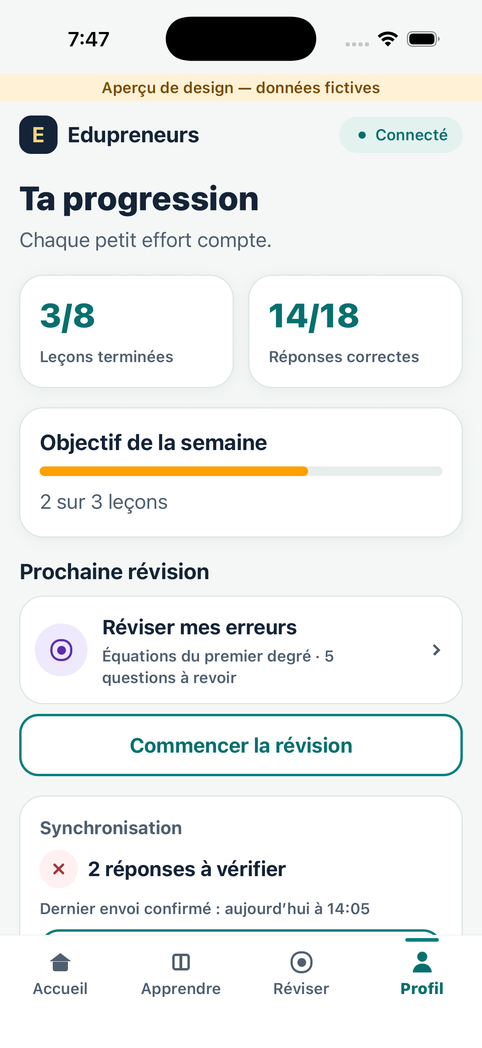 7:47
Aperçu de design — données fictives
E Edupreneurs
Connecté
Ta progression
Chaque petit effort compte.
3/8
Leçons terminées
14/18
Réponses correctes
Objectif de la semaine
2 sur 3 leçons
Prochaine révision
Réviser mes erreurs
Équations du premier degré · 5
questions à revoir
Commencer la révision
Synchronisation
2 réponses à vérifier
Dernier envoi confirmé : aujourd’hui à 14:05
Accueil
Apprendre
Réviser
Profil